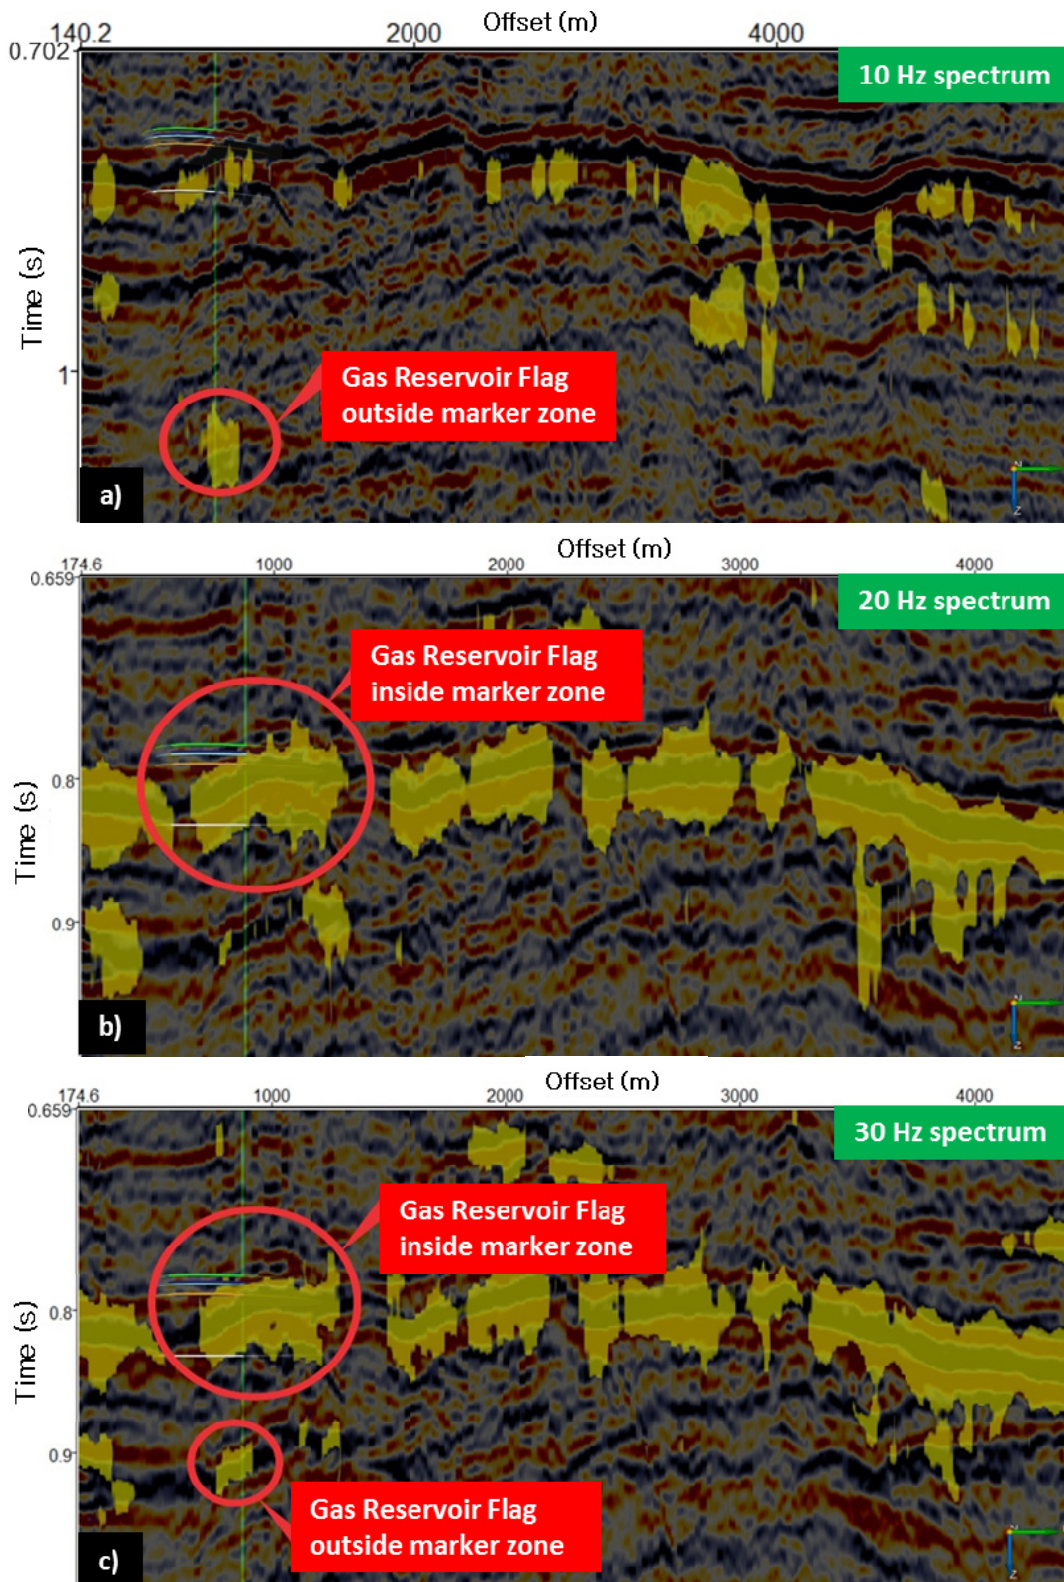 Offset (m)
140.2 2000 4000
0.702
10 Hz spectrum
Time (s)
1
Gas Reservoir Flag
outside marker zone
a)
N
Z
Offset (m)
174.6 1000 2000 3000 4000
0.659
20 Hz spectrum
Gas Reservoir Flag
inside marker zone
0.8
Time (s)
0.9
b)
N
Z
Offset (m)
174.6 1000 2000 3000 4000
0.659
30 Hz spectrum
Gas Reservoir Flag
inside marker zone
0.8
Time (s)
0.9
Gas Reservoir Flag
outside marker zone
c)
N
Z